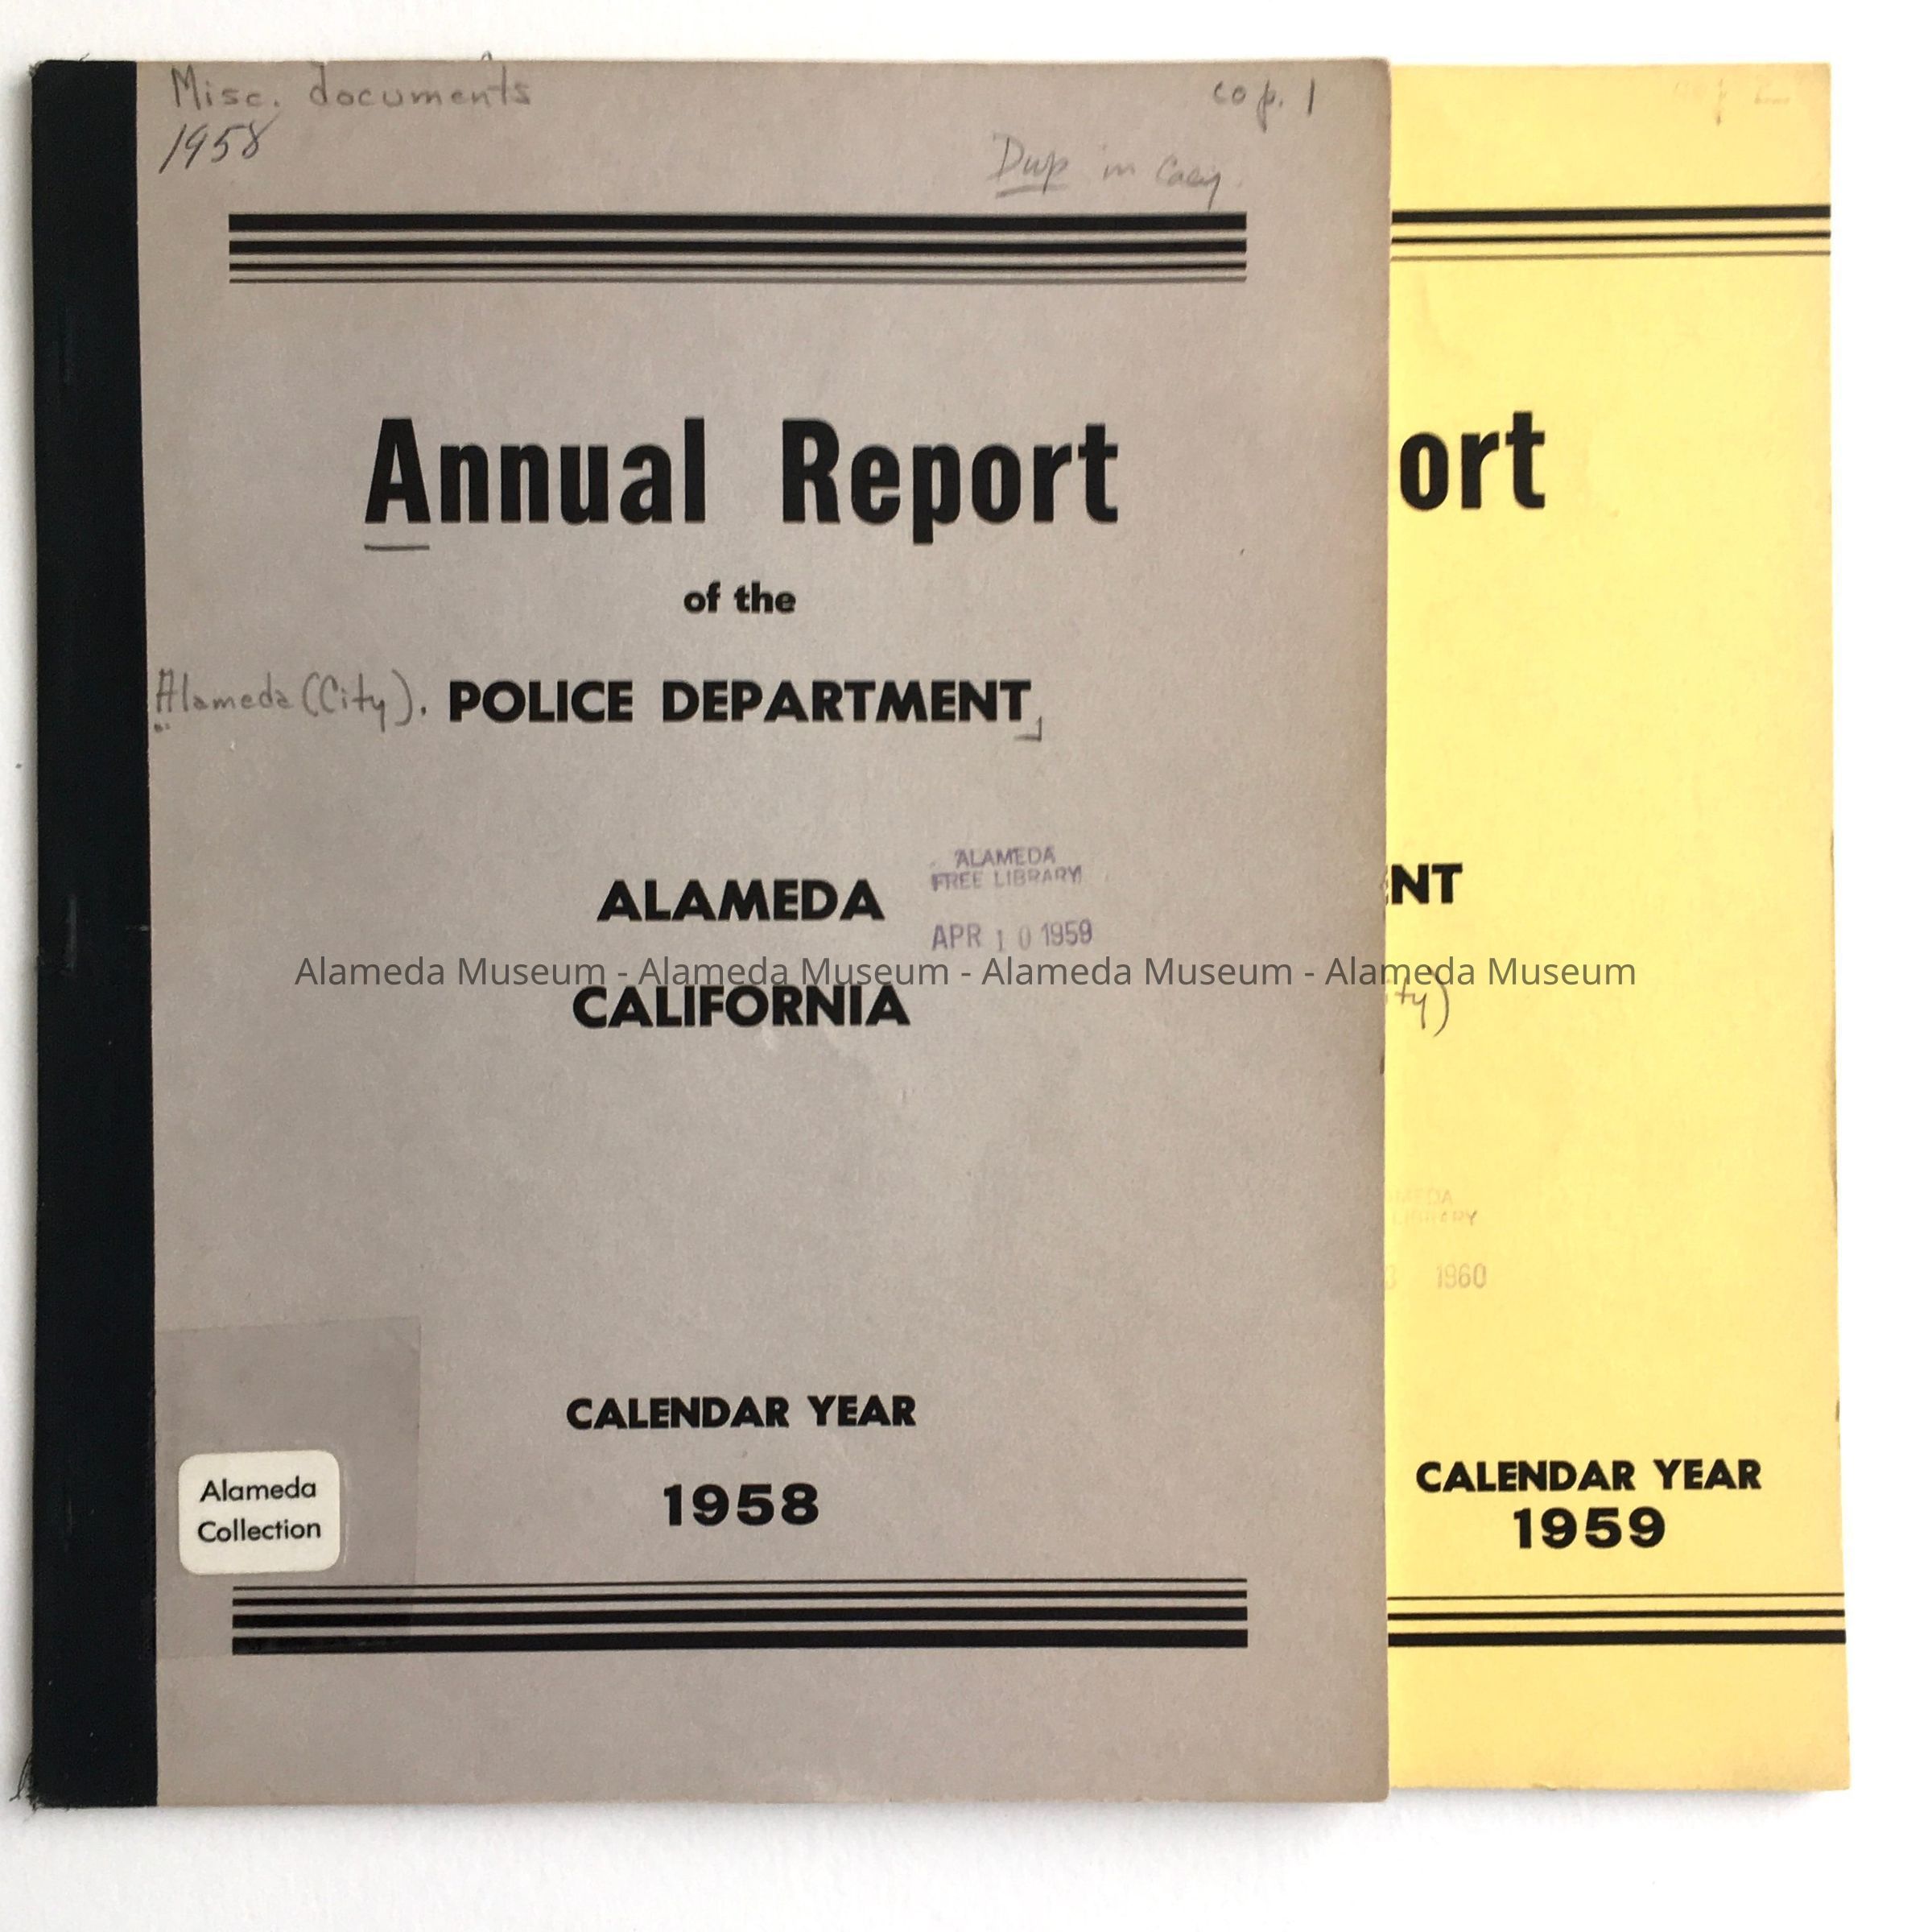 Misc. documents
1958
cop. 1
Dup in
Annual Report
of the
Alameda (City). POLICE DEPARTMENT
ALAMEDA
CALIFORNIA
ALAMEDA
FREE LIBRARY
APR 10 1959
Alameda Museum - Alameda Museum - Alameda Museum - Alameda Museum
CALENDAR YEAR
1958
Alameda
Collection
ort
NT
ty)
LIBRARY
1960
CALENDAR YEAR
1959